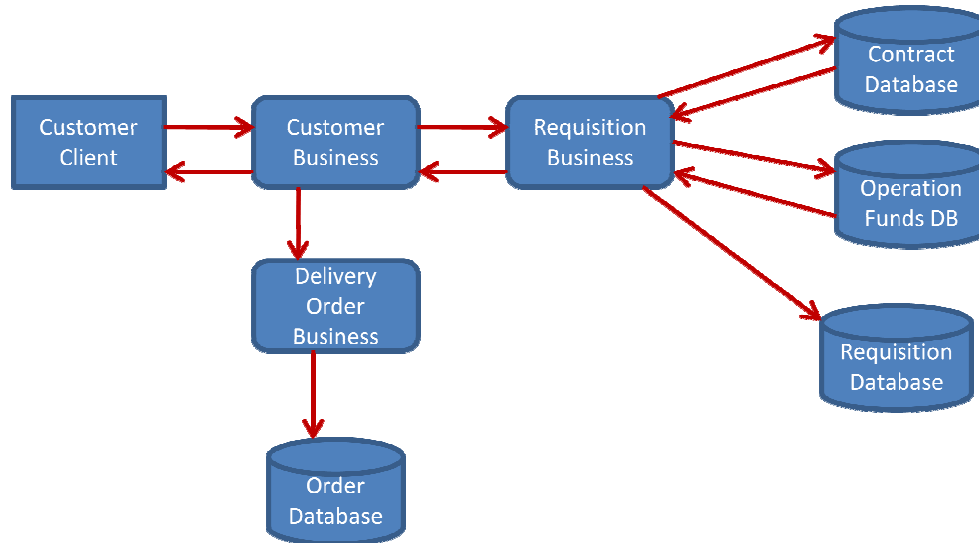 Customer
Client
Customer
Business
Requisition
Business
Contract
Database
Operation
Funds DB
Delivery
Order
Business
Requisition
Database
Order
Database